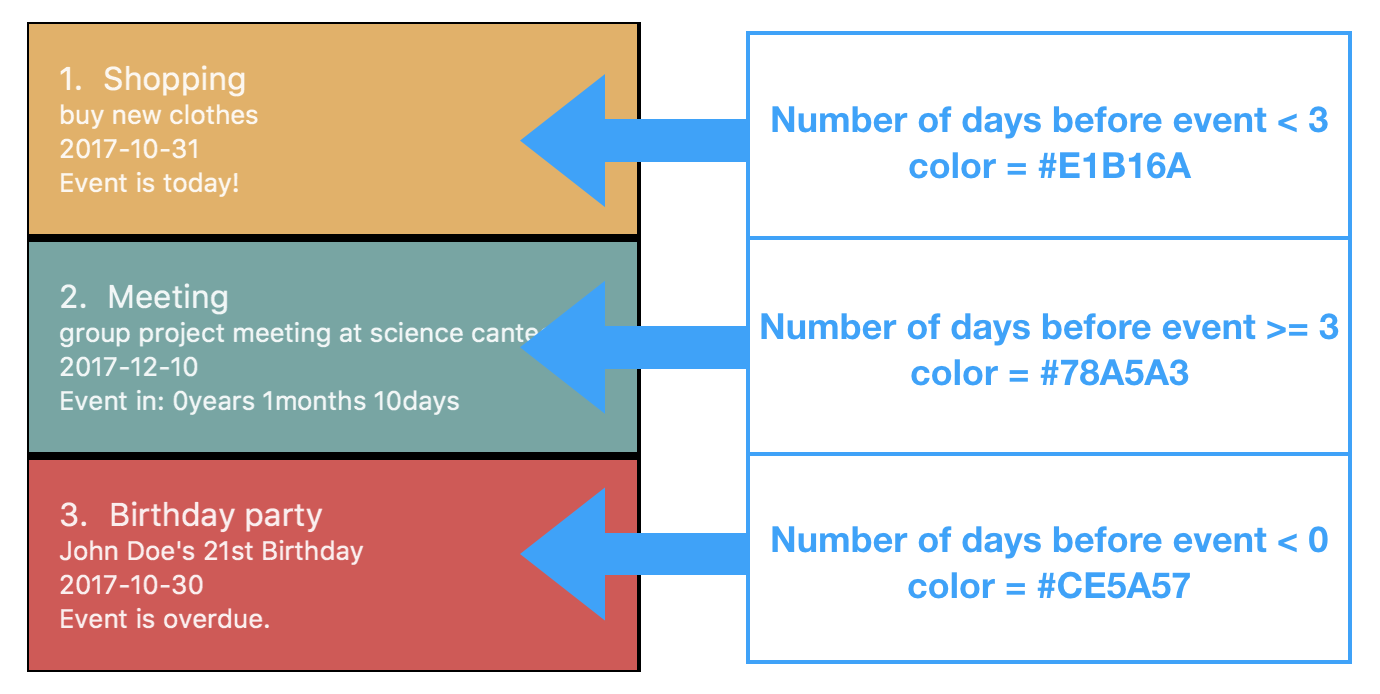 1. Shopping
buy new clothes
2017-10-31
Event is today!
Number of days before event < 3
color = #E1B16A
2. Meeting
group project meeting at science
2017-12-10
Event in: 0years 1months 10days
Number of days before event >= 3
color = #78A5A3
3. Birthday party
John Doe's 21st Birthday
2017-10-30
Event is overdue.
Number of days before event < 0
color = #CE5A57